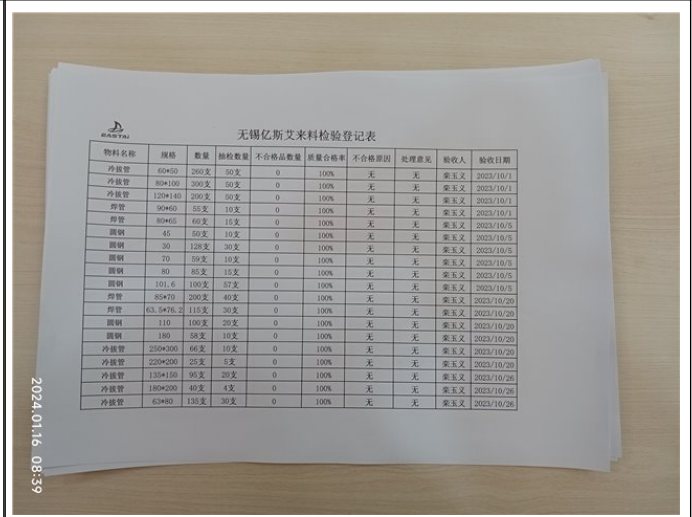 EASTAI
无锡亿斯艾来料检验登记表
物料名称 规格 数量 抽检数量 不合格品数量 质量合格率 不合格原因 处理意见 验收人 验收日期
冷拔管 60*50 260支 50支 0 100% 无 无 栾玉义 2023/10/1
冷拔管 80*100 300支 50支 0 100% 无 无 栾玉义 2023/10/1
冷拔管 120*140 200支 50支 0 100% 无 无 栾玉义 2023/10/1
焊管 90*60 55支 10支 0 100% 无 无 栾玉义 2023/10/1
焊管 80*65 60支 15支 0 100% 无 无 栾玉义 2023/10/5
圆钢 45 50支 10支 0 100% 无 无 栾玉义 2023/10/5
圆钢 30 128支 30支 0 100% 无 无 栾玉义 2023/10/5
圆钢 70 59支 10支 0 100% 无 无 栾玉义 2023/10/5
圆钢 80 85支 15支 0 100% 无 无 栾玉义 2023/10/5
圆钢 101.6 100支 57支 0 100% 无 无 栾玉义 2023/10/5
焊管 85*70 200支 40支 0 100% 无 无 栾玉义 2023/10/20
焊管 63.5*76.2 115支 30支 0 100% 无 无 栾玉义 2023/10/20
圆钢 110 100支 20支 0 100% 无 无 栾玉义 2023/10/20
圆钢 160 58支 10支 0 100% 无 无 栾玉义 2023/10/20
冷拔管 250*300 66支 10支 0 100% 无 无 栾玉义 2023/10/20
冷拔管 220*200 25支 5支 0 100% 无 无 栾玉义 2023/10/20
冷拔管 135*150 95支 20支 0 100% 无 无 栾玉义 2023/10/26
冷拔管 180*200 40支 4支 0 100% 无 无 栾玉义 2023/10/26
冷拔管 63*80 135支 30支 0 100% 无 无 栾玉义 2023/10/26
2024.01.16 08:39